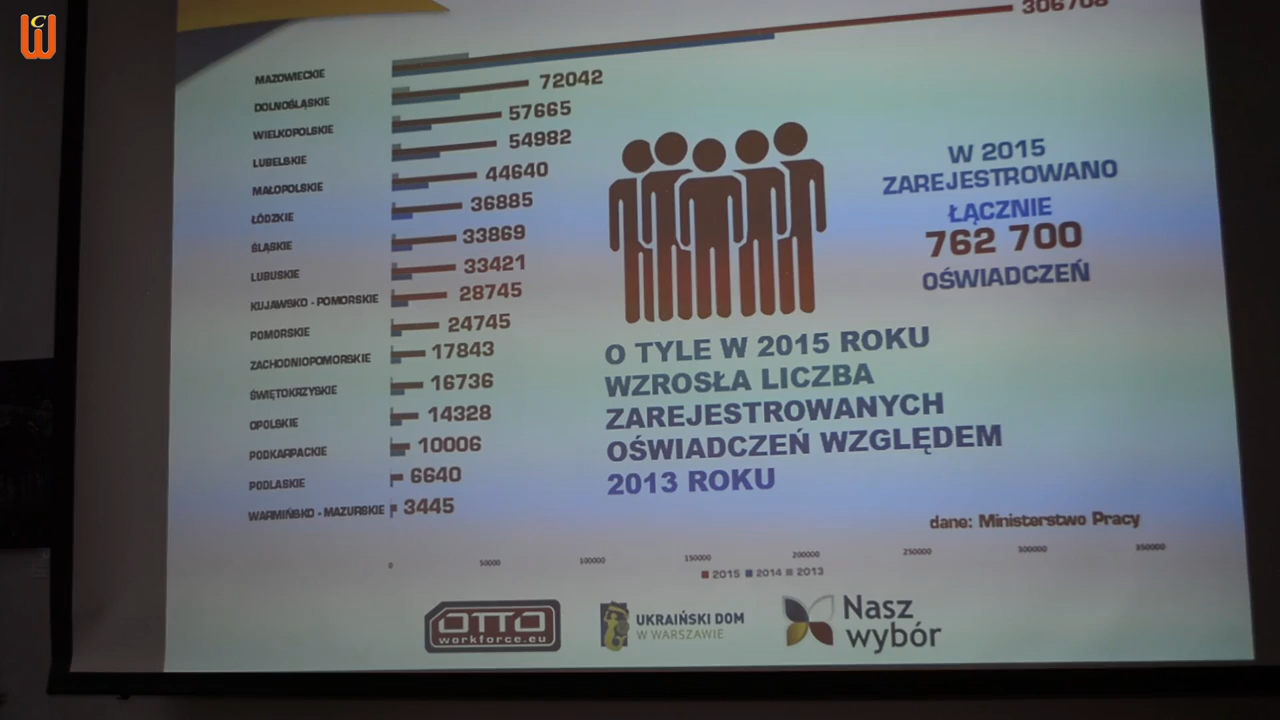 CW
306708
MAZOWIECKIE
DOLNOŚLĄSKIE 72042
WIELKOPOLSKIE 57665
LUBELSKIE 54982
MAŁOPOLSKIE 44640
ŁÓDZKIE 36885
ŚLĄSKIE 33869
LUBUSKIE 33421
KUJAWSKO - POMORSKIE 28745
POMORSKIE 24745
ZACHODNIOPOMORSKIE 17843
ŚWIĘTOKRZYSKIE 16736
OPOLSKIE 14328
PODKARPACKIE 10006
PODLASKIE 6640
WARMIŃSKO - MAZURSKIE 3445
W 2015
ZAREJESTROWANO
ŁĄCZNIE
762 700
OŚWIADCZEŃ
O TYLE W 2015 ROKU
WZROSŁA LICZBA
ZAREJESTROWANYCH
OŚWIADCZEŃ WZGLĘDEM
2013 ROKU
dane: Ministerstwo Pracy
0 50000 100000 150000 200000 250000 300000 350000
2015 2014 2013
OTTO
workforce.eu
UKRAIŃSKI DOM
W WARSZAWIE
Nasz
wybór